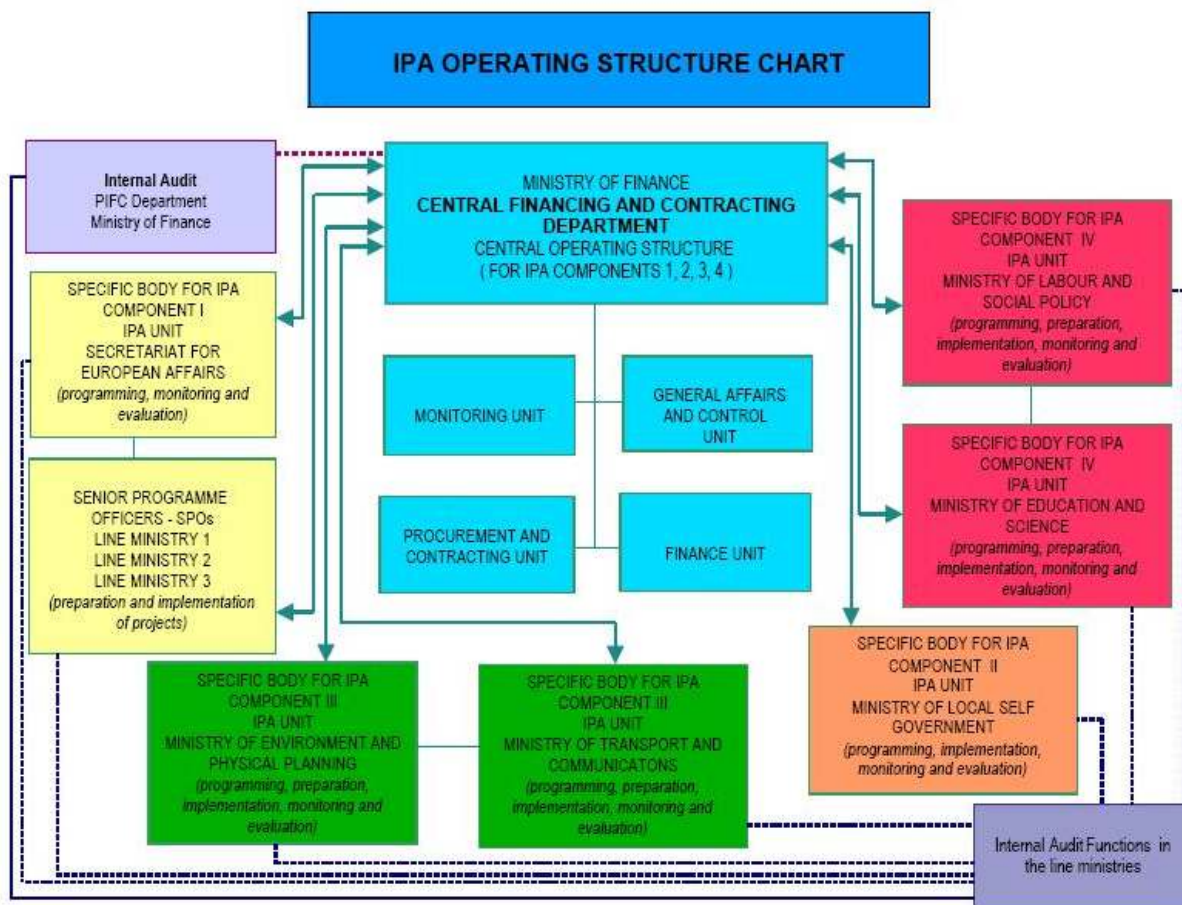 IPA OPERATING STRUCTURE CHART
Internal Audit
PIFC Department
Ministry of Finance
MINISTRY OF FINANCE
CENTRAL FINANCING AND CONTRACTING
DEPARTMENT
CENTRAL OPERATING STRUCTURE
( FOR IPA COMPONENTS 1, 2, 3, 4 )
SPECIFIC BODY FOR IPA
COMPONENT IV
IPA UNIT
MINISTRY OF LABOUR AND
SOCIAL POLICY
(programming, preparation,
implementation, monitoring and
evaluation)
SPECIFIC BODY FOR IPA
COMPONENT I
IPA UNIT
SECRETARIAT FOR
EUROPEAN AFFAIRS
(programming, monitoring and
evaluation)
MONITORING UNIT
GENERAL AFFAIRS
AND CONTROL
UNIT
SPECIFIC BODY FOR IPA
COMPONENT IV
IPA UNIT
MINISTRY OF EDUCATION AND
SCIENCE
(programming, preparation,
implementation, monitoring and
evaluation)
SENIOR PROGRAMME
OFFICERS - SPOs
LINE MINISTRY 1
LINE MINISTRY 2
LINE MINISTRY 3
(preparation and implementation
of projects)
PROCUREMENT AND
CONTRACTING UNIT
FINANCE UNIT
SPECIFIC BODY FOR IPA
COMPONENT III
IPA UNIT
MINISTRY OF ENVIRONMENT AND
PHYSICAL PLANNING
(programming, preparation,
implementation, monitoring and
evaluation)
SPECIFIC BODY FOR IPA
COMPONENT III
IPA UNIT
MINISTRY OF TRANSPORT AND
COMMUNICATONS
(programming, preparation,
implementation, monitoring and
evaluation)
SPECIFIC BODY FOR IPA
COMPONENT II
IPA UNIT
MINISTRY OF LOCAL SELF
GOVERNMENT
(programming, implementation,
monitoring and evaluation)
Internal Audit Functions in
the line ministries